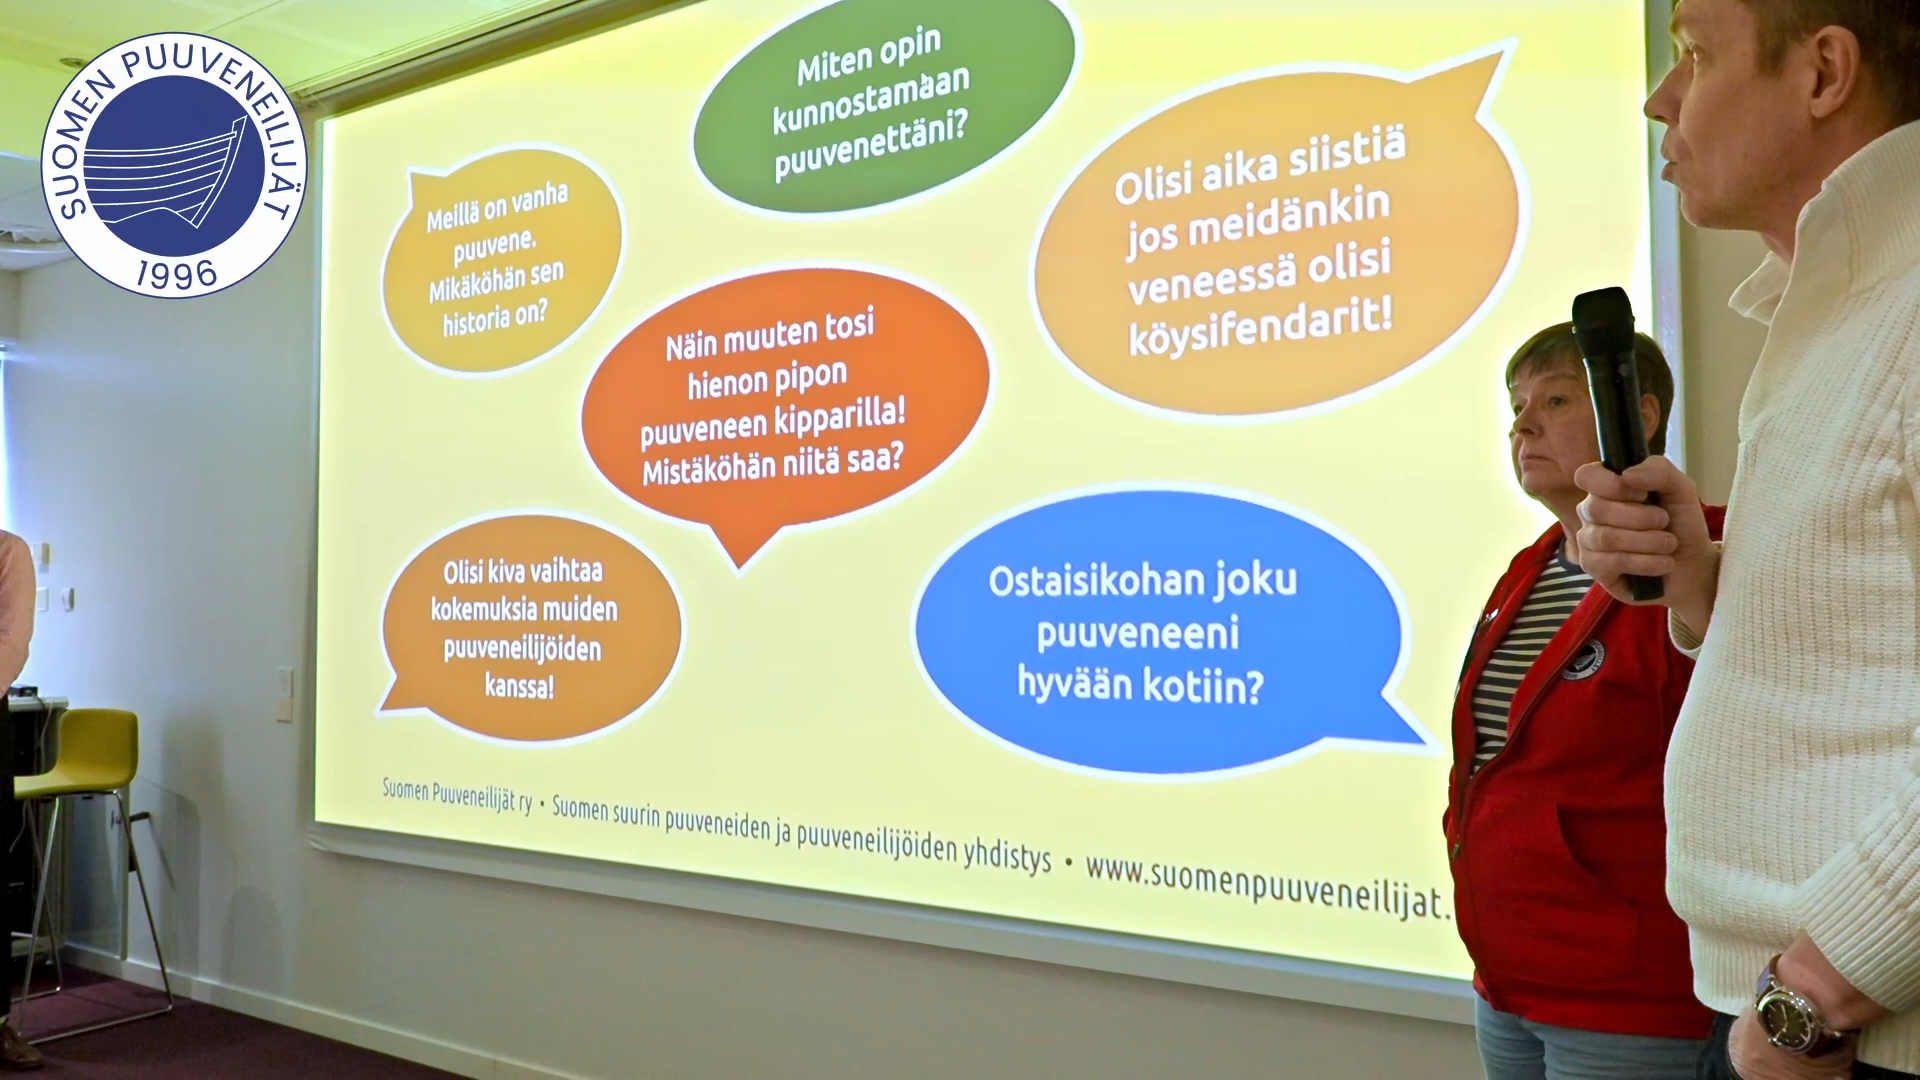 SUOMEN PUUVENEILIJÄT
1996
Miten opin
kunnostamaan
puuvenettäni?
Meillä on vanha
puuvene.
Mikäköhän sen
historia on?
Olisi aika siistiä
jos meidänkin
veneessä olisi
köysifendarit!
Näin muuten tosi
hienon pipon
puuveneen kipparilla!
Mistäköhän niitä saa?
Olisi kiva vaihtaa
kokemuksia muiden
puuveneilijöiden
kanssa!
Ostaisikohan joku
puuveneeni
hyvään kotiin?
Suomen Puuveneilijät ry • Suomen suurin puuveneiden ja puuveneilijöiden yhdistys • www.suomenpuuveneilijat.